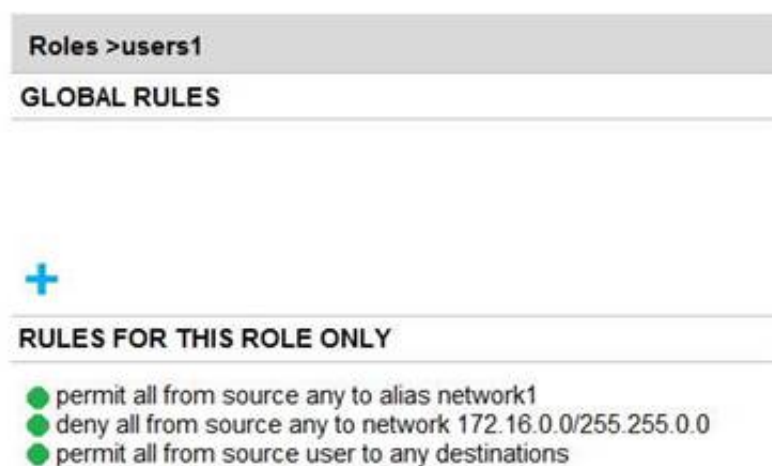 Roles >users1
GLOBAL RULES
RULES FOR THIS ROLE ONLY
permit all from source any to alias network1
deny all from source any to network 172.16.0.0/255.255.0.0
permit all from source user to any destinations